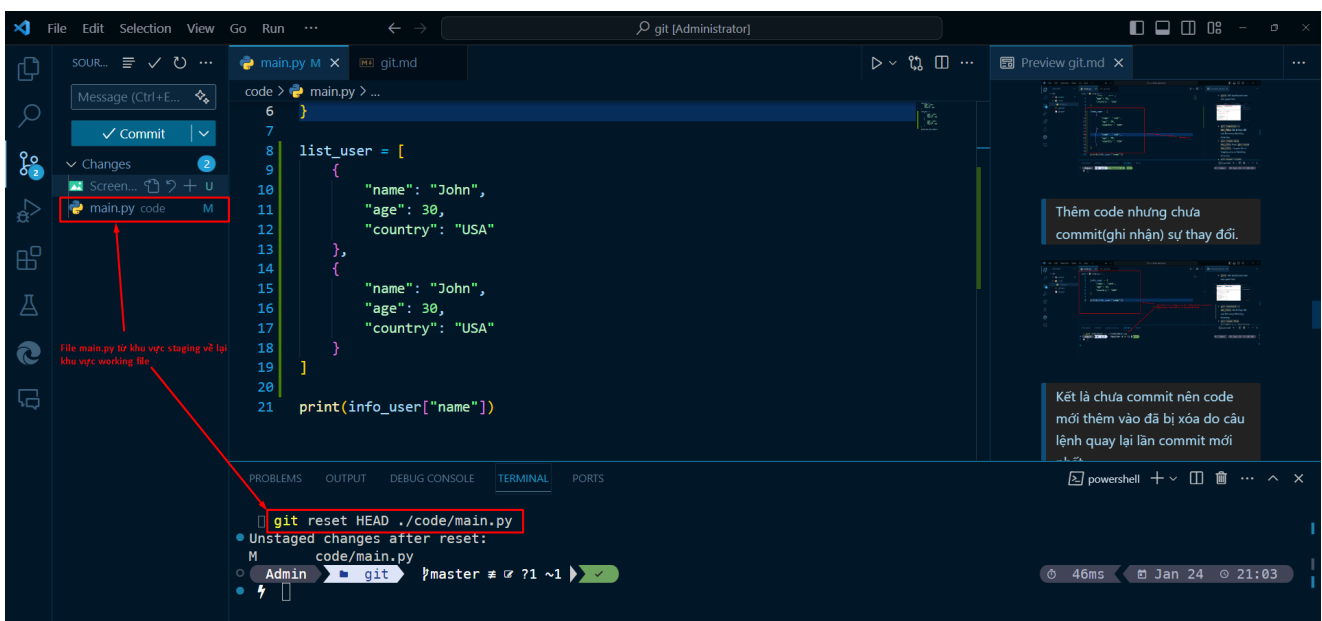 File Edit Selection View Go Run ··· git [Administrator]
SOUR... ···
Message (Ctrl+E...
Commit
Changes 2
Screen... U
main.py code M
2
File main.py từ khu vực staging về lại
khu vực working file
main.py M git.md
code > main.py > ...
6 }
7
8 list_user = [
9 {
10 "name": "John",
11 "age": 30,
12 "country": "USA"
13 },
14 {
15 "name": "John",
16 "age": 30,
17 "country": "USA"
18 }
19 ]
20
21 print(info_user["name"])
Preview git.md
Thêm code nhưng chưa
commit(ghi nhận) sự thay đổi.
Kết là chưa commit nên code
mới thêm vào đã bị xóa do câu
lệnh quay lại lần commit mới
PROBLEMS OUTPUT DEBUG CONSOLE TERMINAL PORTS powershell
git reset HEAD ./code/main.py
Unstaged changes after reset:
M code/main.py
Admin git master ≢ ?1 ~1 46ms Jan 24 21:03